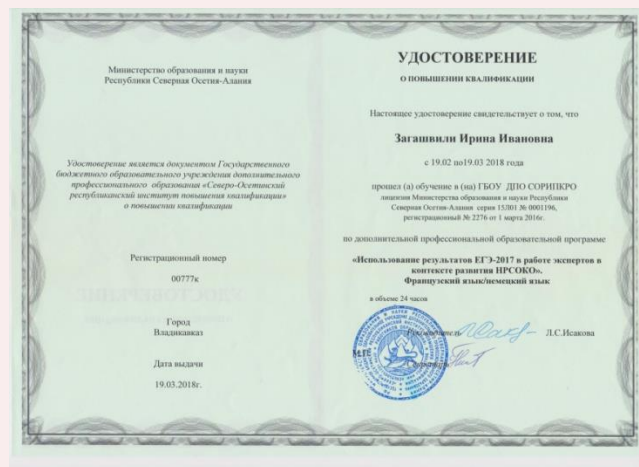 Министерство образования и науки
Республики Северная Осетия-Алания
Удостоверение является документом Государственного
бюджетного образовательного учреждения дополнительного
профессионального образования «Северо-Осетинский
республиканский институт повышения квалификации»
о повышении квалификации
Регистрационный номер
00777к
Город
Владикавказ
Дата выдачи
19.03.2018г.
УДОСТОВЕРЕНИЕ
О ПОВЫШЕНИИ КВАЛИФИКАЦИИ
Настоящее удостоверение свидетельствует о том, что
Загашвили Ирина Ивановна
с 19.02 по19.03 2018 года
прошел (а) обучение в (на) ГБОУ ДПО СОРИПКРО
лицензия Министерства образования и науки Республики
Северная Осетия-Алания серия 15Л01 № 0001196,
регистрационный № 2276 от 1 марта 2016г.
по дополнительной профессиональной образовательной программе
«Использование результатов ЕГЭ-2017 в работе экспертов в
контексте развития НРСОКО».
Французский язык/немецкий язык
в объеме 24 часов
Руководитель Л.С.Исакова
М.П.
Секретарь